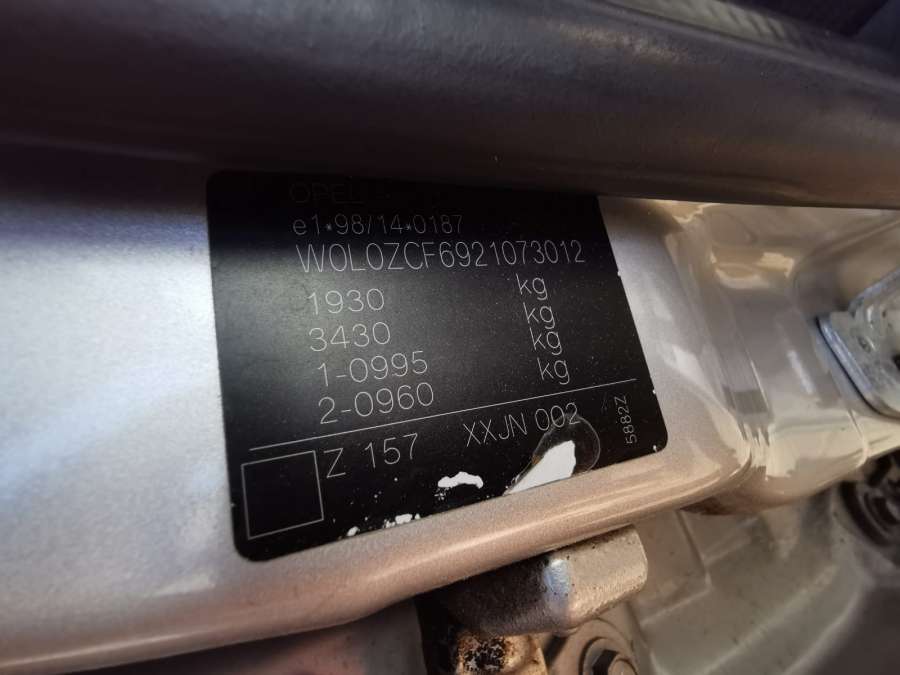 OPEL
e1*98/14*0187
W0L0ZCF6921073012
1930 kg
3430 kg
1-0995 kg
2-0960 kg
Z 157 XXJN 002
5882Z